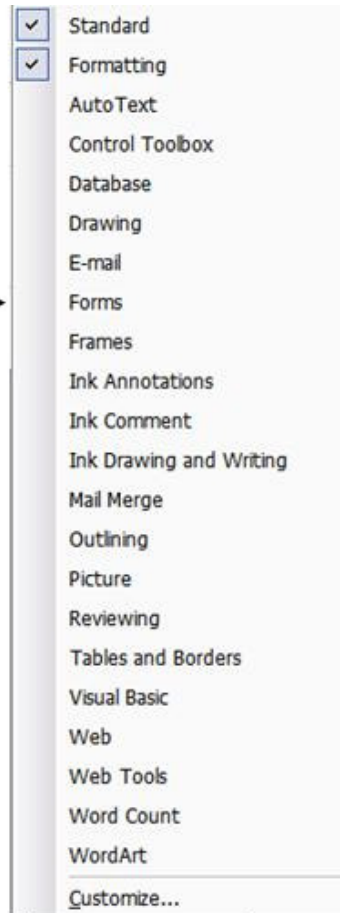 Standard
Formatting
AutoText
Control Toolbox
Database
Drawing
E-mail
Forms
Frames
Ink Annotations
Ink Comment
Ink Drawing and Writing
Mail Merge
Outlining
Picture
Reviewing
Tables and Borders
Visual Basic
Web
Web Tools
Word Count
WordArt
Customize...